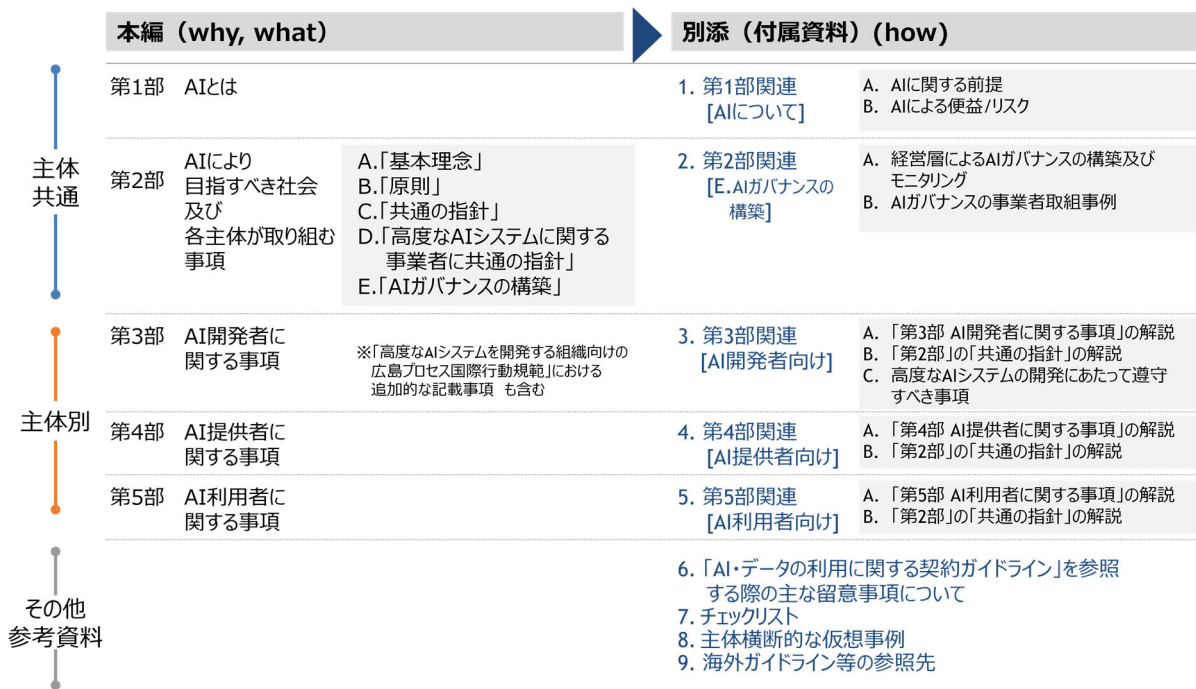 本編（why, what）
別添（付属資料）(how)
主体
共通
第1部 AIとは
1. 第1部関連
[AIについて]
A. AIに関する前提
B. AIによる便益/リスク
第2部
AIにより
目指すべき社会
及び
各主体が取り組む
事項
A.「基本理念」
B.「原則」
C.「共通の指針」
D.「高度なAIシステムに関する
事業者に共通の指針」
E.「AIガバナンスの構築」
2. 第2部関連
[E.AIガバナンスの
構築]
A. 経営層によるAIガバナンスの構築及び
モニタリング
B. AIガバナンスの事業者取組事例
主体別
第3部 AI開発者に
関する事項
※「高度なAIシステムを開発する組織向けの
広島プロセス国際行動規範」における
追加的な記載事項 も含む
3. 第3部関連
[AI開発者向け]
A. 「第3部 AI開発者に関する事項」の解説
B. 「第2部」の「共通の指針」の解説
C. 高度なAIシステムの開発にあたって遵守
すべき事項
第4部 AI提供者に
関する事項
4. 第4部関連
[AI提供者向け]
A. 「第4部 AI提供者に関する事項」の解説
B. 「第2部」の「共通の指針」の解説
第5部 AI利用者に
関する事項
5. 第5部関連
[AI利用者向け]
A. 「第5部 AI利用者に関する事項」の解説
B. 「第2部」の「共通の指針」の解説
その他
参考資料
6. 「AI・データの利用に関する契約ガイドライン」を参照
する際の主な留意事項について
7. チェックリスト
8. 主体横断的な仮想事例
9. 海外ガイドライン等の参照先